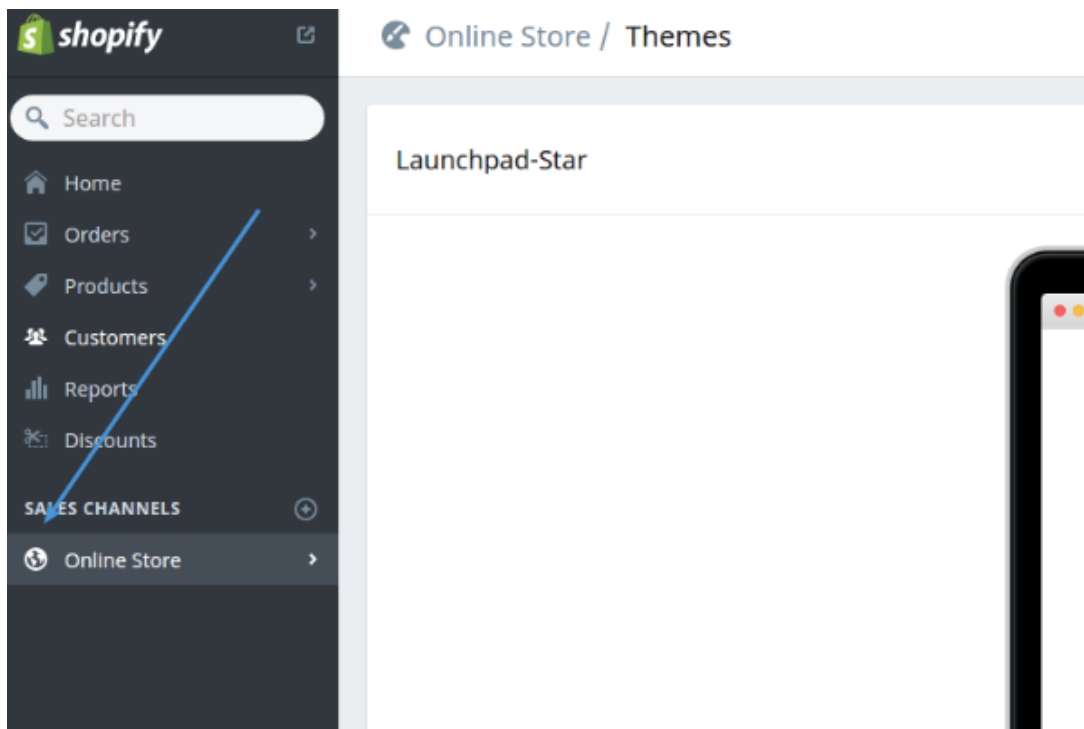 shopify
Online Store / Themes
Search
Home
Orders
Products
Customers
Reports
Discounts
SALES CHANNELS
Online Store
Launchpad-Star